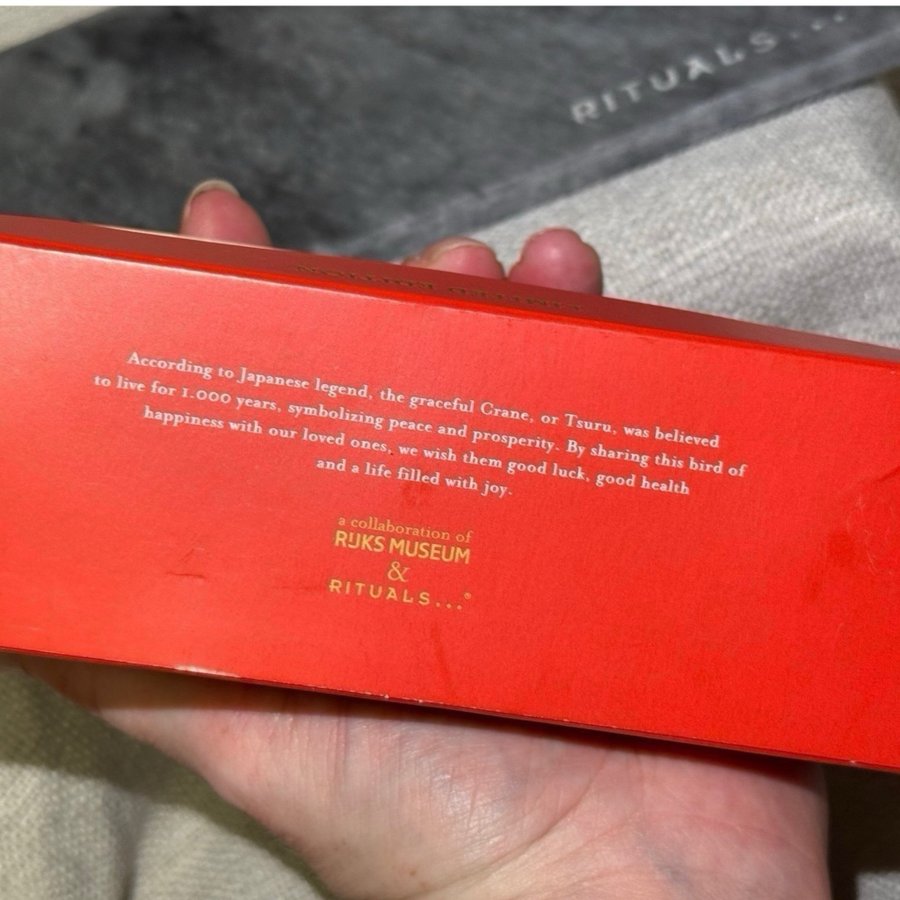 RITUALS...
LIMITED EDITION
According to Japanese legend, the graceful Crane, or Tsuru, was believed
to live for 1.000 years, symbolizing peace and prosperity. By sharing this bird of
happiness with our loved ones, we wish them good luck, good health
and a life filled with joy.
a collaboration of
RIJKS MUSEUM
&
RITUALS...®